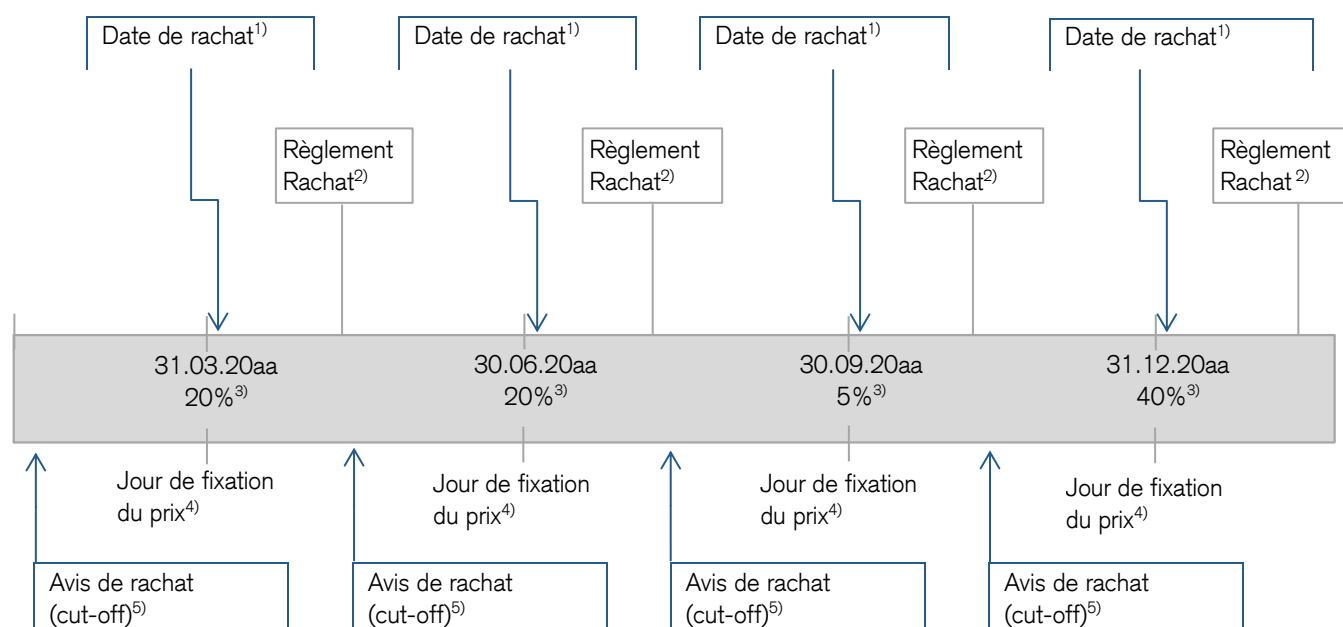 Date de rachat1)
Date de rachat1)
Date de rachat1)
Date de rachat1)
Règlement
Rachat2)
Règlement
Rachat2)
Règlement
Rachat2)
Règlement
Rachat 2)
31.03.20aa
20%3)
30.06.20aa
20%3)
30.09.20aa
5%3)
31.12.20aa
40%3)
Jour de fixation
du prix4)
Jour de fixation
du prix4)
Jour de fixation
du prix4)
Jour de fixation
du prix4)
Avis de rachat
(cut-off)5)
Avis de rachat
(cut-off)5)
Avis de rachat
(cut-off)5)
Avis de rachat
(cut-off)5)